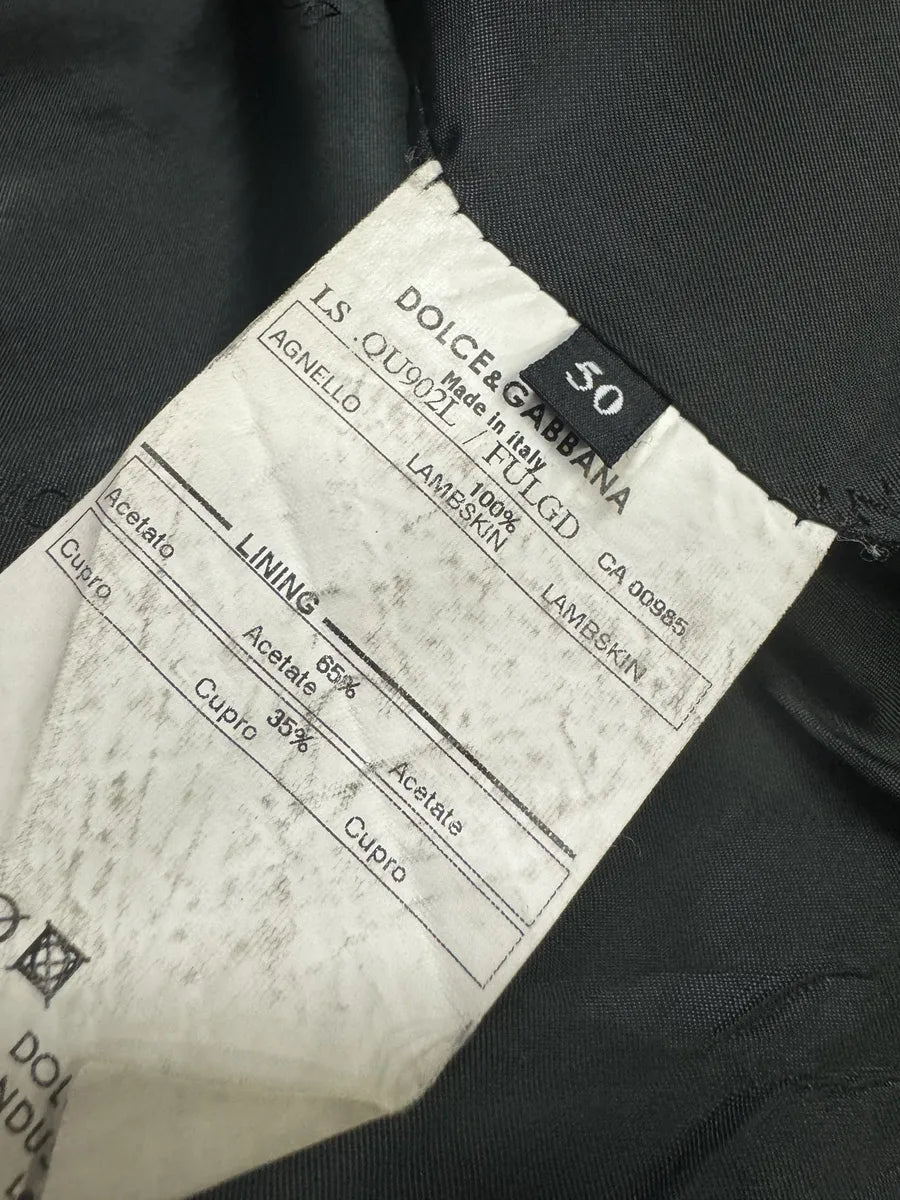 50
DOLCE&GABBANA
Made in italy
LS .QU902L / FULGD CA 00985
100%
AGNELLO LAMBSKIN LAMBSKIN
LINING
65%
Acetato Acetate Acetate
35%
Cupro Cupro Cupro
DOL
NDU
L